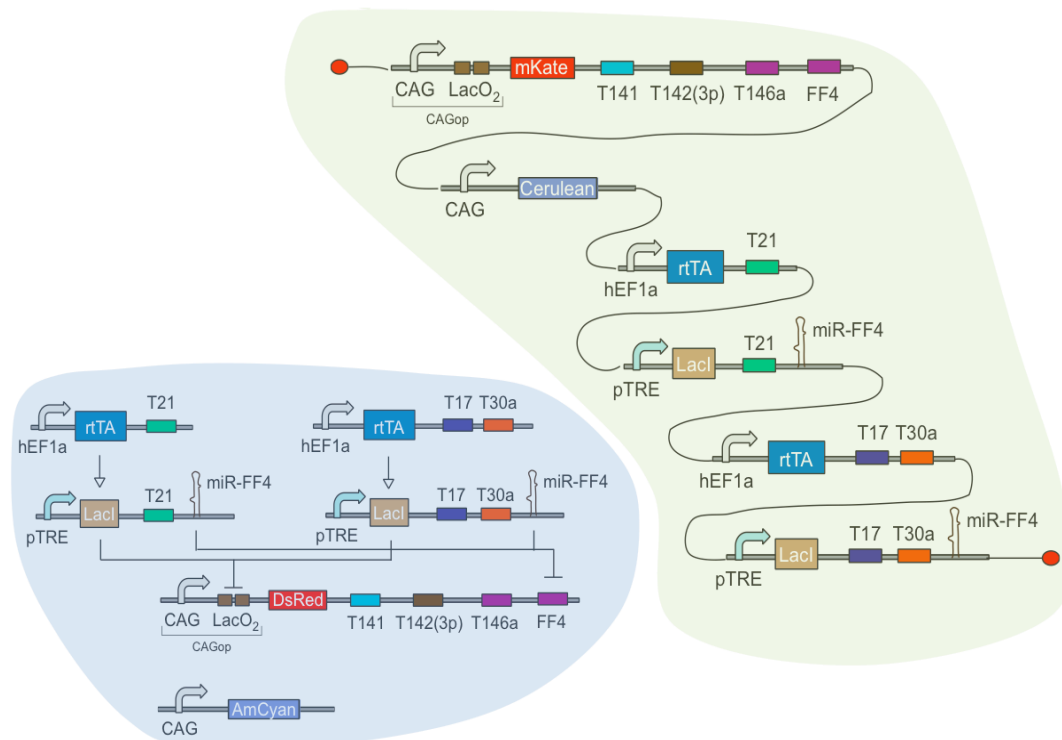 mKate
CAG LacO2 T141 T142(3p) T146a FF4
CAGop
Cerulean
CAG
T21
rtTA
hEF1a
T21 miR-FF4
LacI
pTRE
T17 T30a
rtTA
hEF1a
miR-FF4
T17 T30a
LacI
pTRE
T21
rtTA
hEF1a
T17 T30a
rtTA
hEF1a
T21 miR-FF4
LacI
pTRE
T17 T30a miR-FF4
LacI
pTRE
DsRed
CAG LacO2 T141 T142(3p) T146a FF4
CAGop
AmCyan
CAG